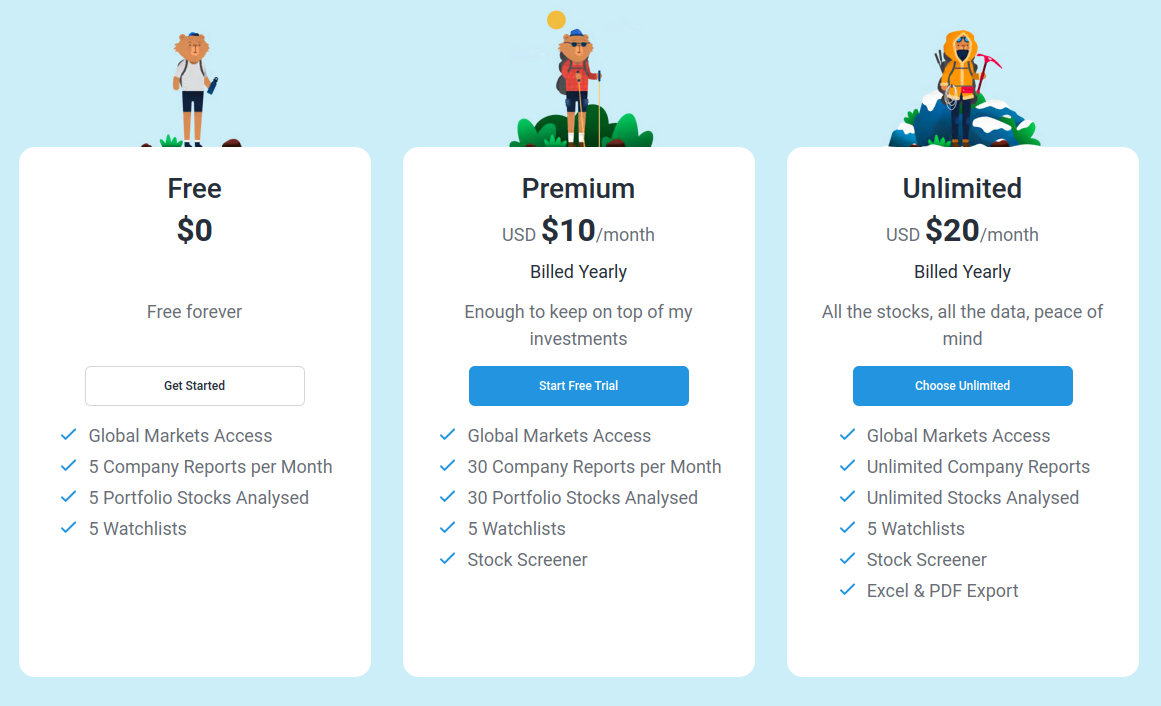 Free
$0
Free forever
Get Started
Global Markets Access
5 Company Reports per Month
5 Portfolio Stocks Analysed
5 Watchlists
Premium
USD $10/month
Billed Yearly
Enough to keep on top of my
investments
Start Free Trial
Global Markets Access
30 Company Reports per Month
30 Portfolio Stocks Analysed
5 Watchlists
Stock Screener
Unlimited
USD $20/month
Billed Yearly
All the stocks, all the data, peace of
mind
Choose Unlimited
Global Markets Access
Unlimited Company Reports
Unlimited Stocks Analysed
5 Watchlists
Stock Screener
Excel & PDF Export